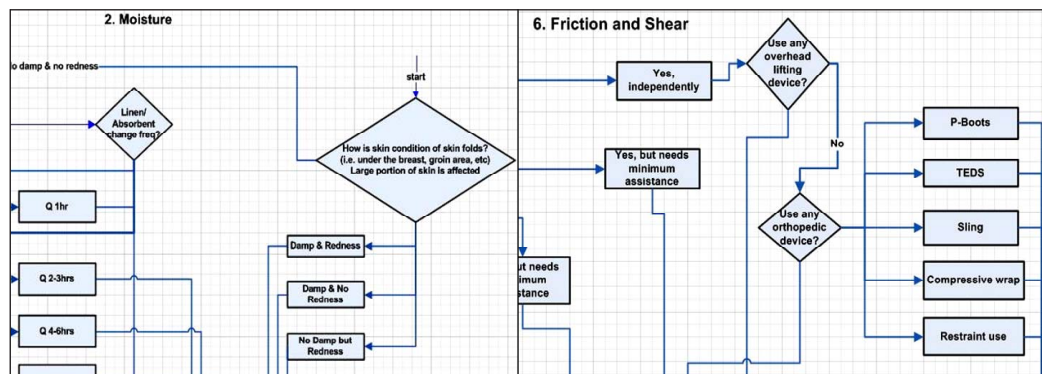 2. Moisture
damp & no redness
start
Linen/
Absorbent
change freq?
How is skin condition of skin folds?
(i.e. under the breast, groin area, etc)
Large portion of skin is affected
Q 1hr
Damp & Redness
Q 2-3hrs
Damp & No
Redness
Q 4-6hrs
No Damp but
Redness
6. Friction and Shear
Use any
overhead
lifting
device?
Yes,
independently
P-Boots
No
Yes, but needs
minimum
assistance
TEDS
Use any
orthopedic
device?
Sling
but needs
Compressive wrap
Restraint use